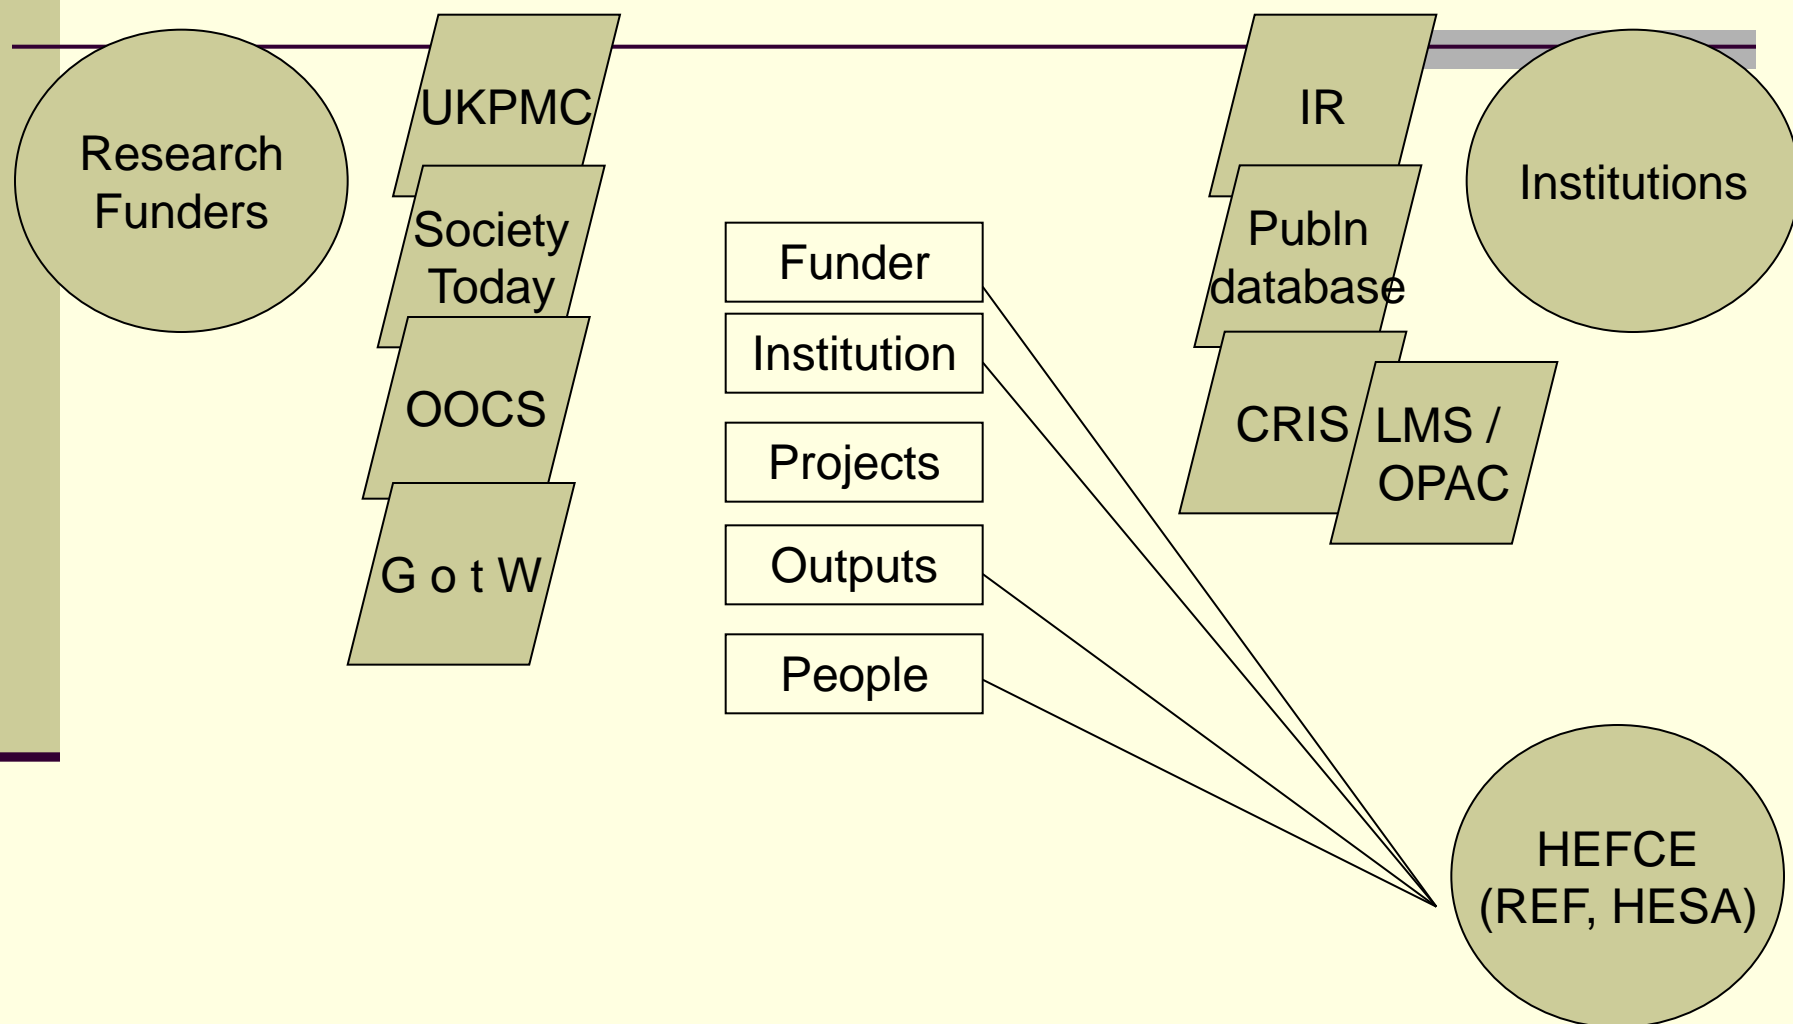 Research
Funders
UKPMC
Society
Today
OOCS
G o t W
Funder
Institution
Projects
Outputs
People
IR
Publn
database
CRIS
LMS /
OPAC
Institutions
HEFCE
(REF, HESA)